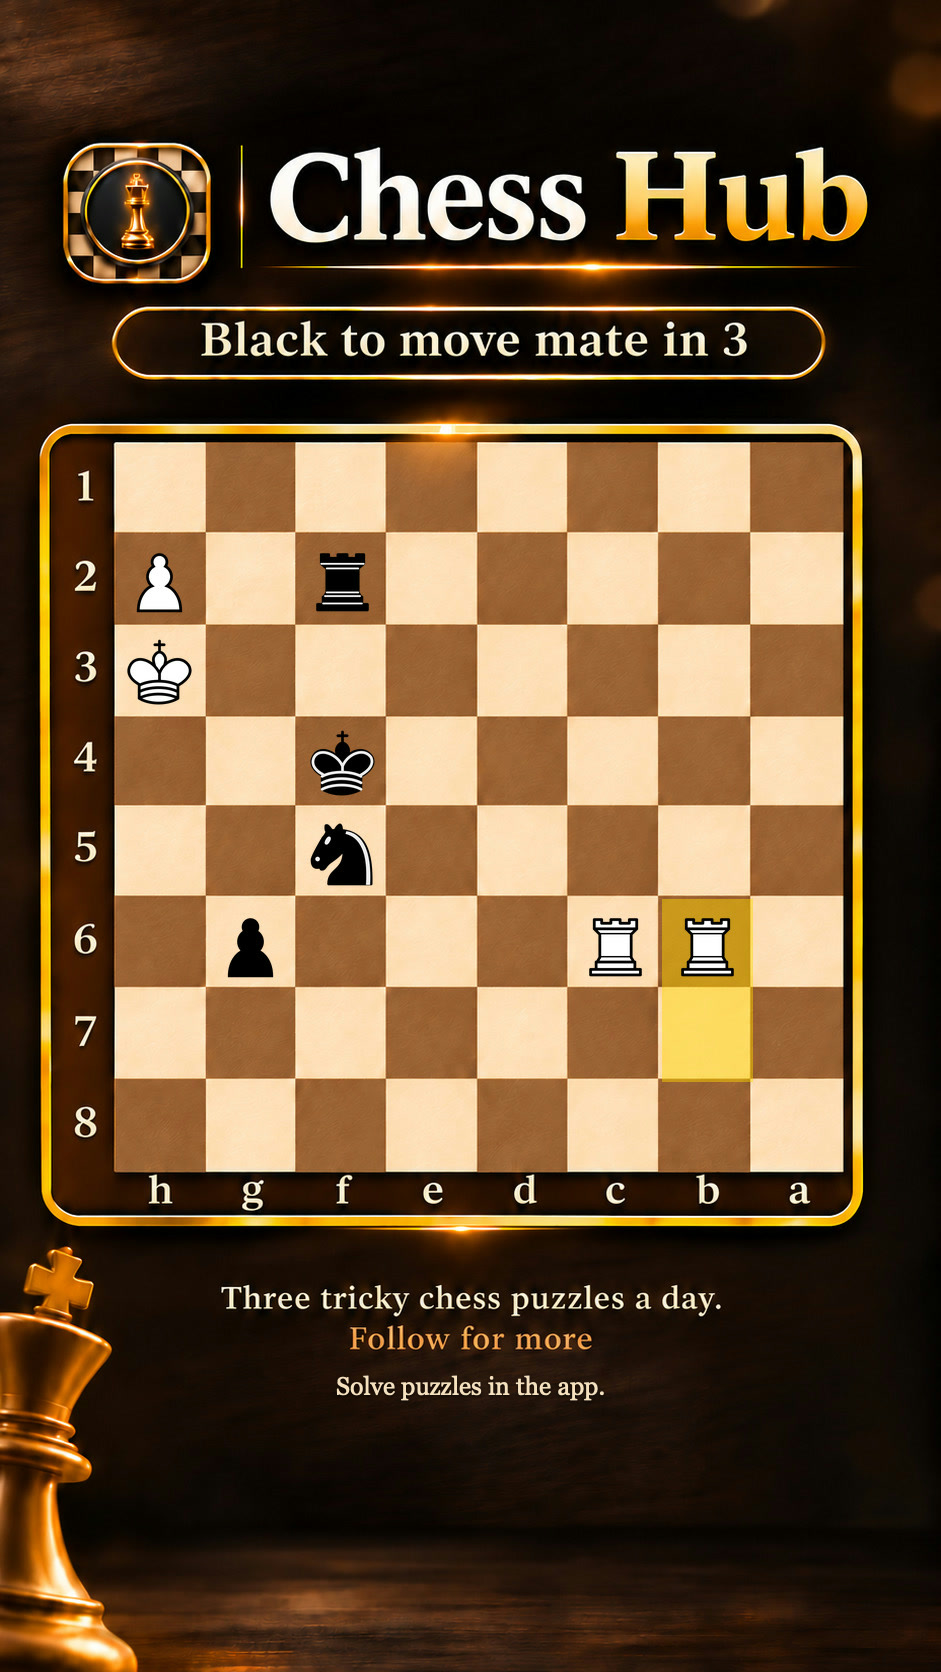 Chess Hub
Black to move mate in 3
1
2
3
4
5
6
7
8
h g f e d c b a
Three tricky chess puzzles a day.
Follow for more
Solve puzzles in the app.